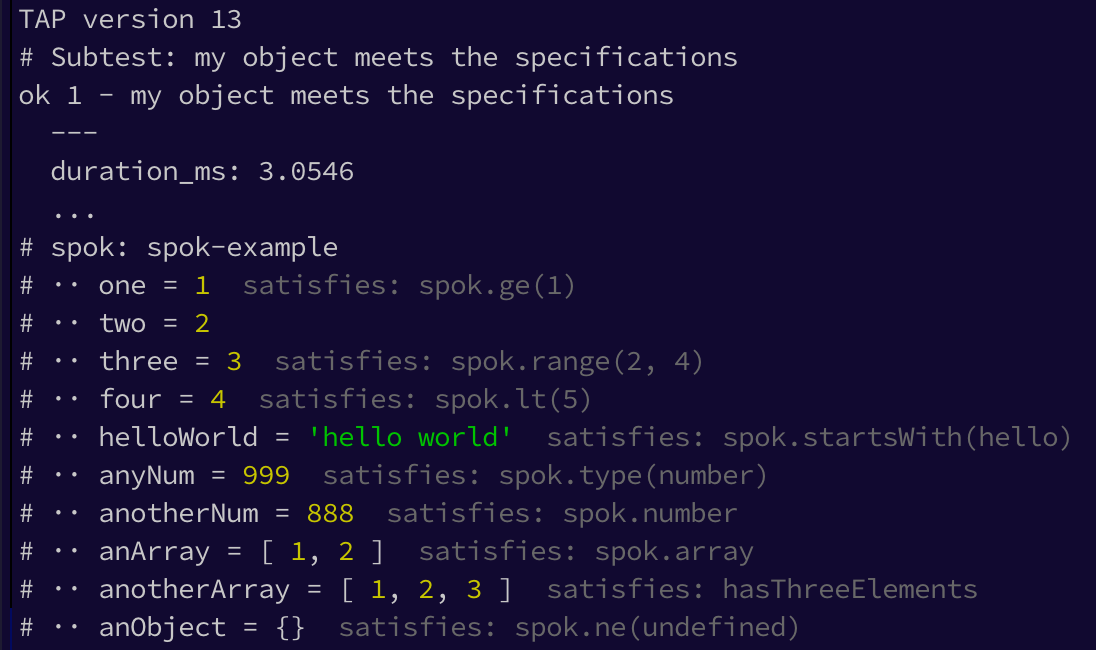 TAP version 13
# Subtest: my object meets the specifications
ok 1 - my object meets the specifications
  ---
  duration_ms: 3.0546
  ...
# spok: spok-example
# ·· one = 1  satisfies: spok.ge(1)
# ·· two = 2
# ·· three = 3  satisfies: spok.range(2, 4)
# ·· four = 4  satisfies: spok.lt(5)
# ·· helloWorld = 'hello world'  satisfies: spok.startsWith(hello)
# ·· anyNum = 999  satisfies: spok.type(number)
# ·· anotherNum = 888  satisfies: spok.number
# ·· anArray = [ 1, 2 ]  satisfies: spok.array
# ·· anotherArray = [ 1, 2, 3 ]  satisfies: hasThreeElements
# ·· anObject = {}  satisfies: spok.ne(undefined)